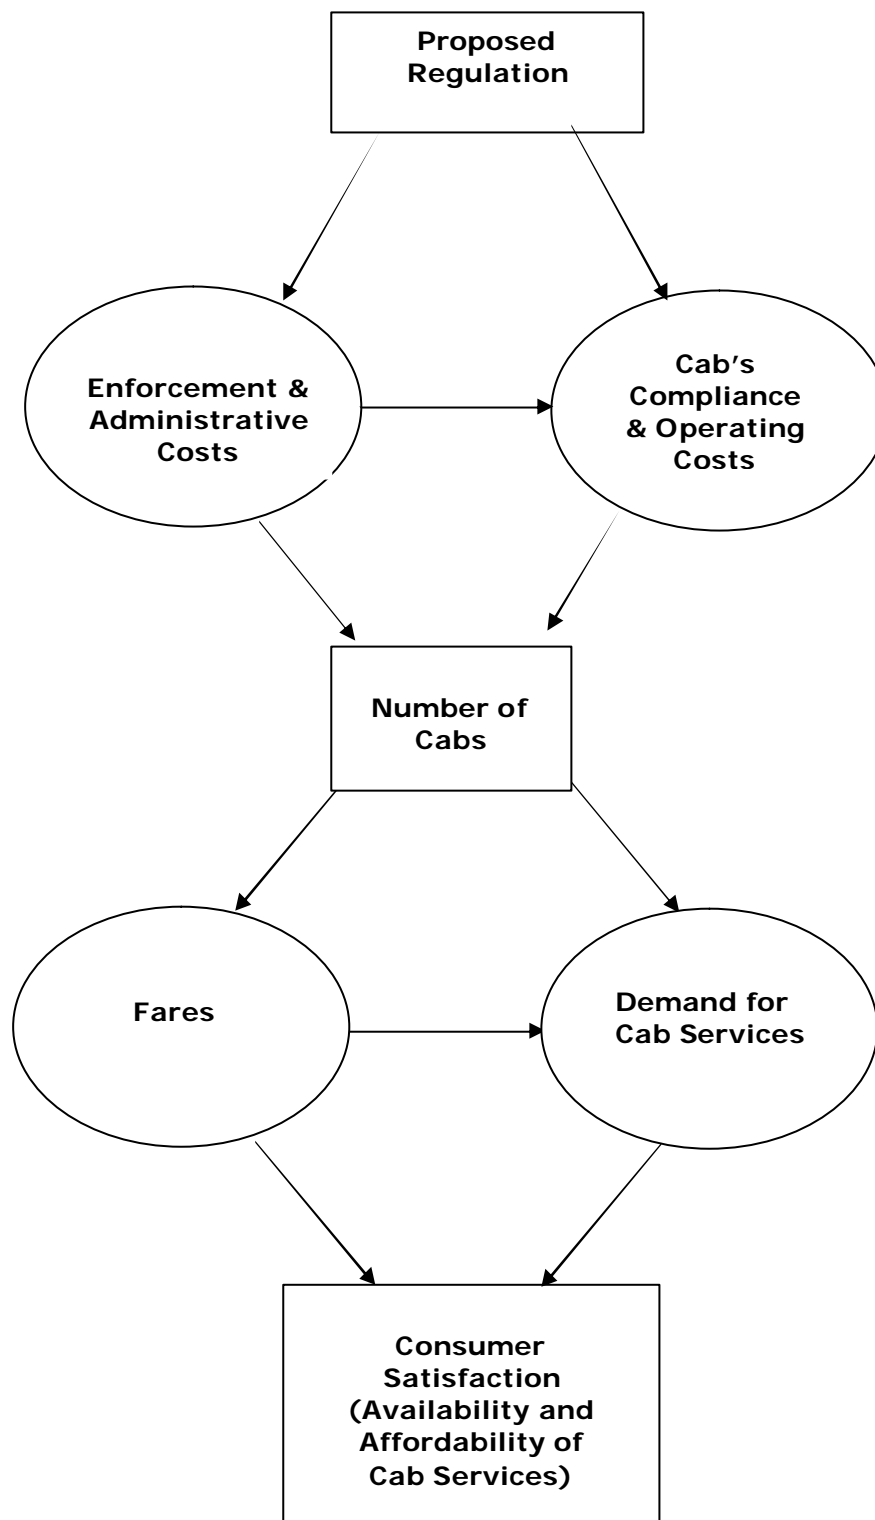 Proposed
Regulation
Enforcement &
Administrative
Costs
Cab’s
Compliance
& Operating
Costs
Number of
Cabs
Fares
Demand for
Cab Services
Consumer
Satisfaction
(Availability and
Affordability of
Cab Services)